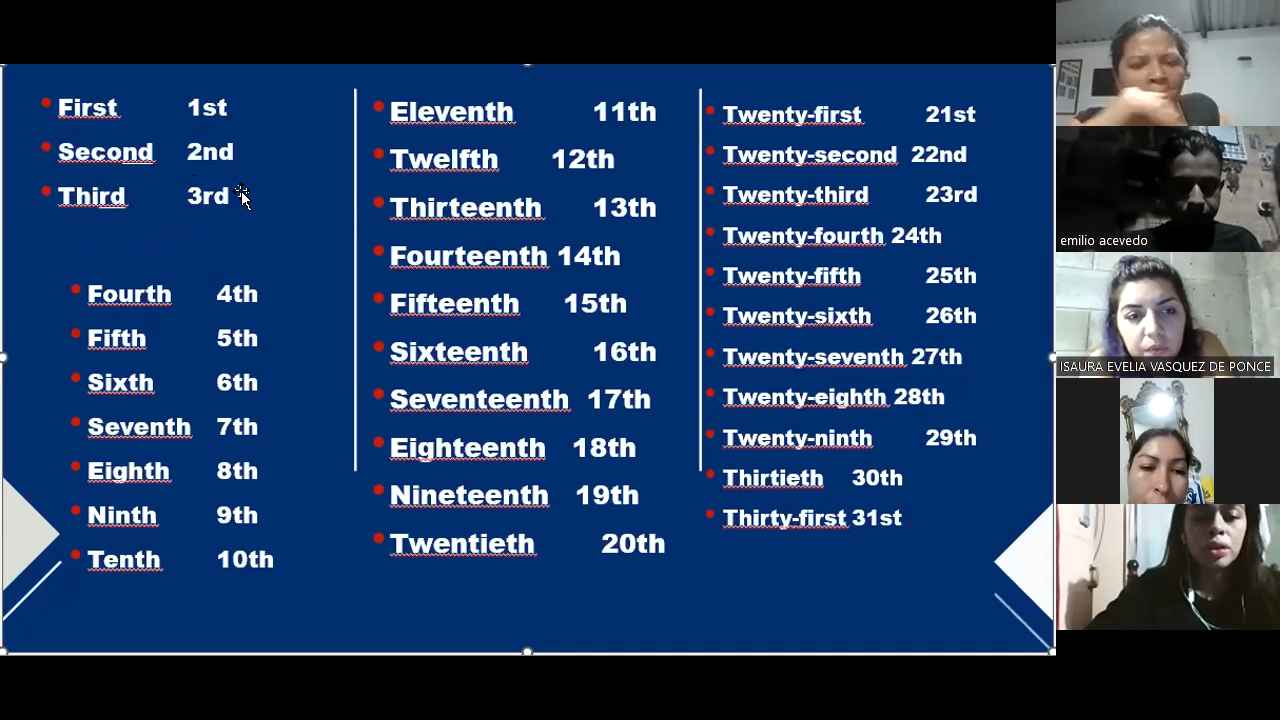 First 1st
Second 2nd
Third 3rd
Fourth 4th
Fifth 5th
Sixth 6th
Seventh 7th
Eighth 8th
Ninth 9th
Tenth 10th
Eleventh 11th
Twelfth 12th
Thirteenth 13th
Fourteenth 14th
Fifteenth 15th
Sixteenth 16th
Seventeenth 17th
Eighteenth 18th
Nineteenth 19th
Twentieth 20th
Twenty-first 21st
Twenty-second 22nd
Twenty-third 23rd
Twenty-fourth 24th
Twenty-fifth 25th
Twenty-sixth 26th
Twenty-seventh 27th
Twenty-eighth 28th
Twenty-ninth 29th
Thirtieth 30th
Thirty-first 31st
emilio acevedo
ISAURA EVELIA VASQUEZ DE PONCE